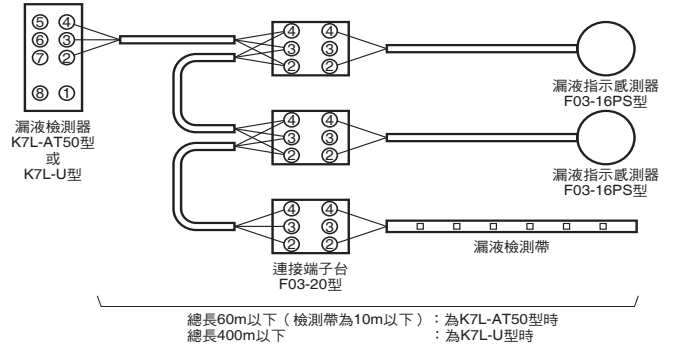 ⑤ ④
⑥ ③
⑦ ②
⑧ ①
漏液檢測器
K7L-AT50型
或
K7L-U型
④ ④
③ ③
② ②
漏液指示感測器
F03-16PS型
④ ④
③ ③
② ②
漏液指示感測器
F03-16PS型
④ ④
③ ③
② ②
漏液檢測帶
連接端子台
F03-20型
總長60m以下（檢測帶為10m以下）：為K7L-AT50型時
總長400m以下：為K7L-U型時